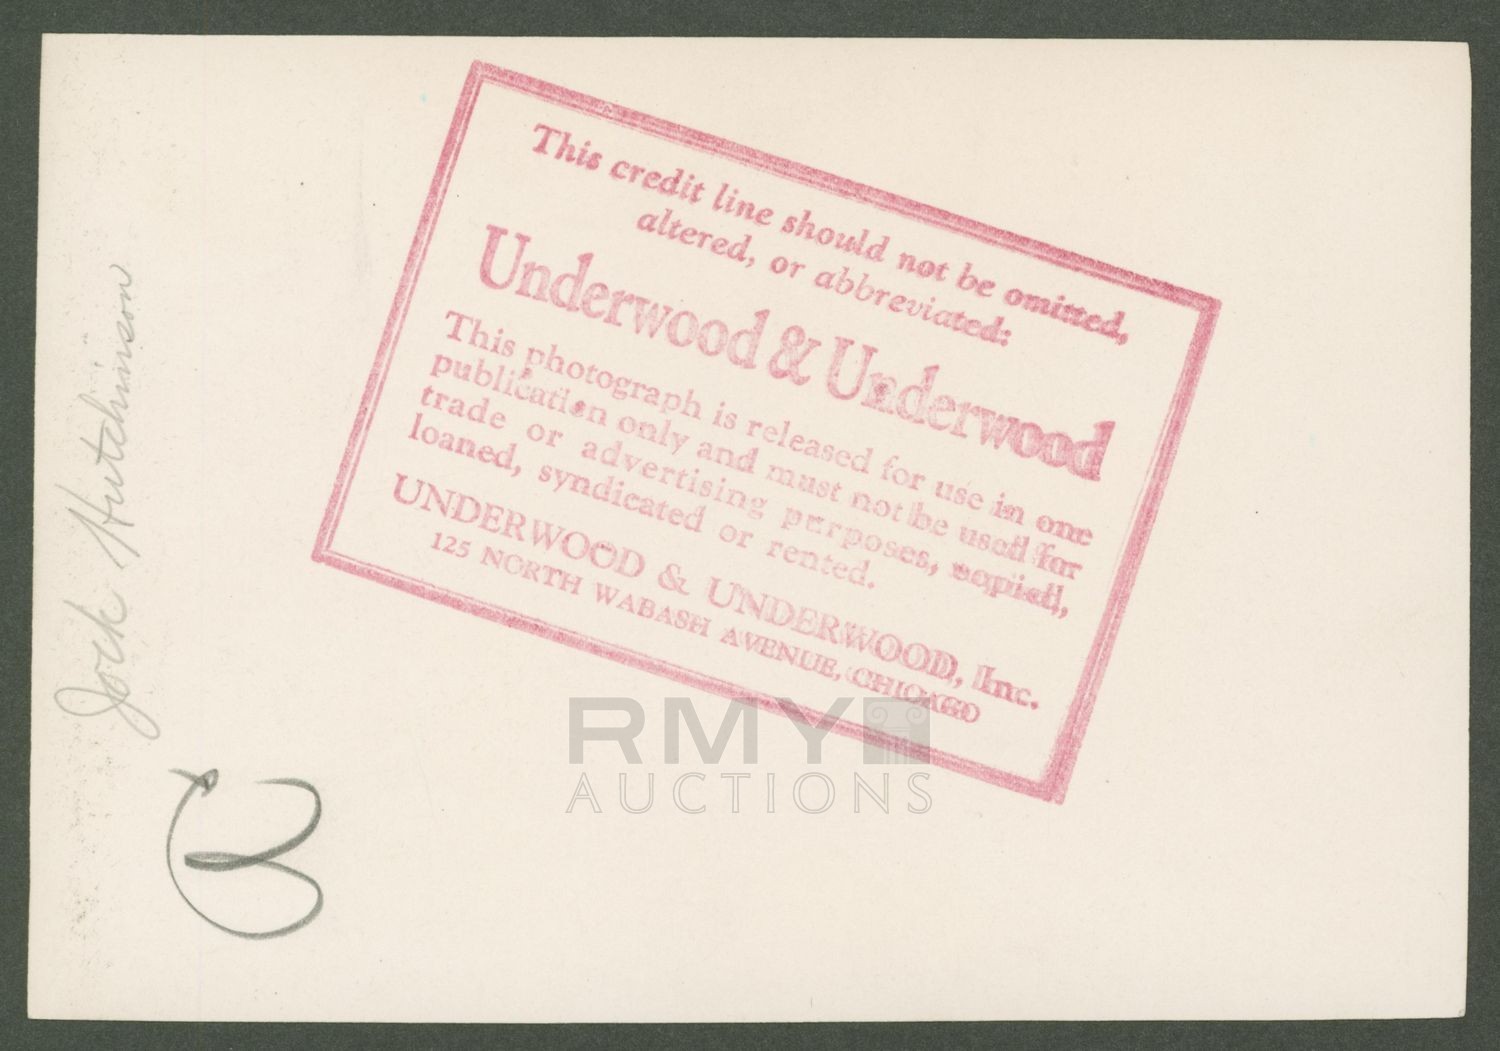 This credit line should not be omitted,
altered, or abbreviated:
Underwood & Underwood
This photograph is released for use in one
publication only and must not be used for
trade or advertising purposes, copied,
loaned, syndicated or rented.
UNDERWOOD & UNDERWOOD, Inc.
125 NORTH WABASH AVENUE, CHICAGO
Jock Hutchinson
RMY
AUCTIONS